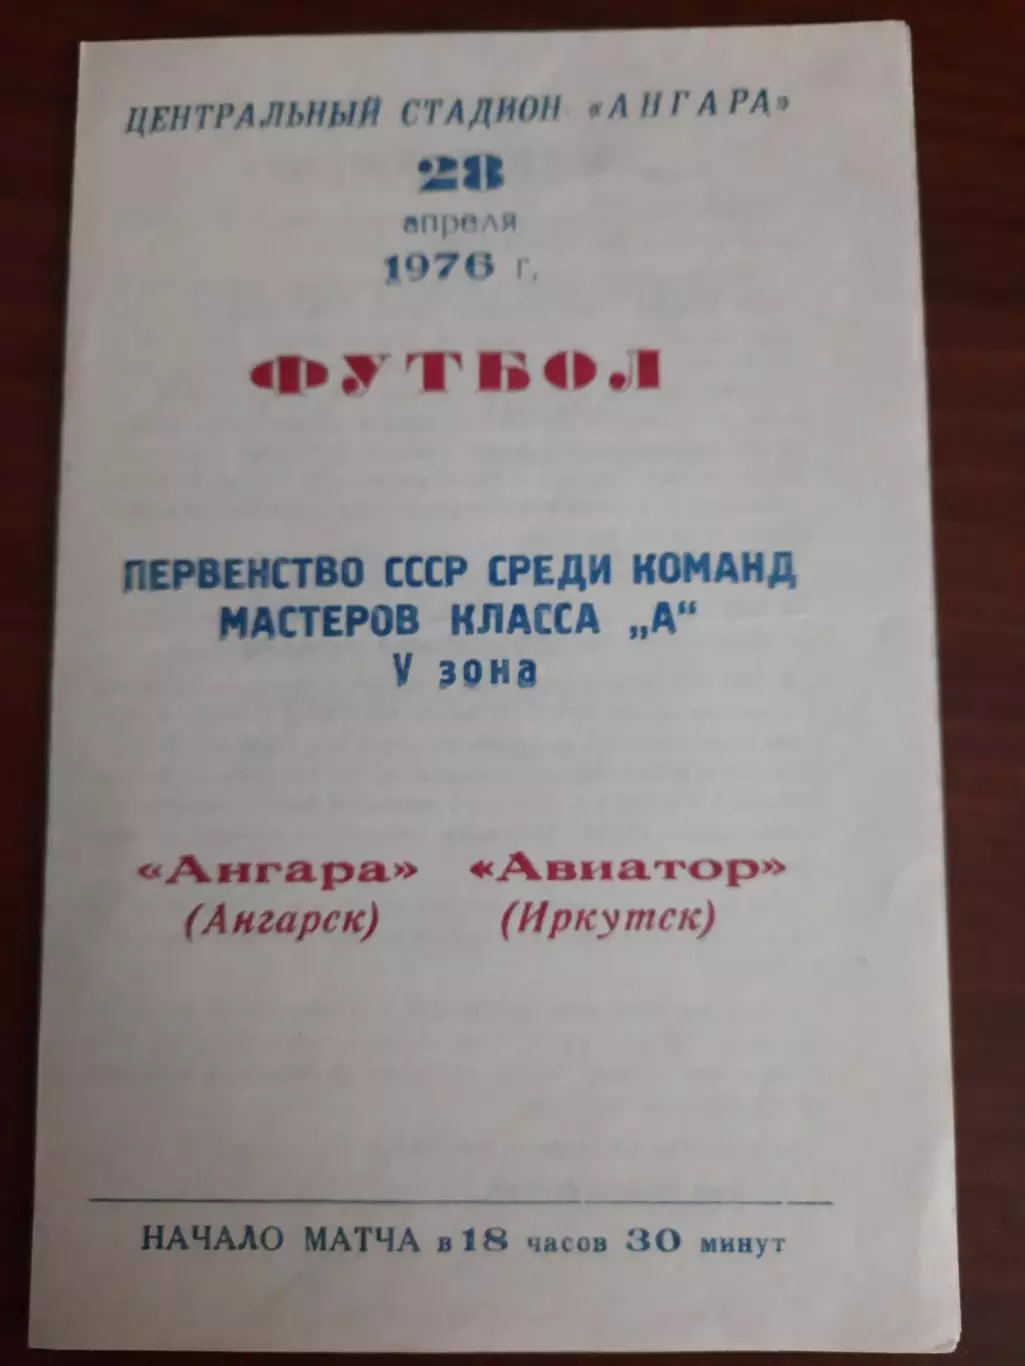 ЦЕНТРАЛЬНЫЙ СТАДИОН «АНГАРА»
28
апреля
1976 г.
ФУТБОЛ
ПЕРВЕНСТВО СССР СРЕДИ КОМАНД
МАСТЕРОВ КЛАССА „А“
У зона
«Ангара» «Авиатор»
(Ангарск) (Иркутск)
НАЧАЛО МАТЧА в 18 часов 30 минут